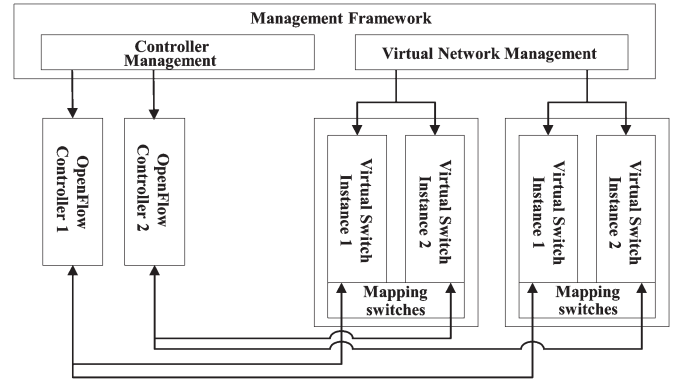 Management Framework
Controller
Management
Virtual Network Management
OpenFlow
Controller 1
OpenFlow
Controller 2
Virtual Switch
Instance 1
Virtual Switch
Instance 2
Virtual Switch
Instance 1
Virtual Switch
Instance 2
Mapping
switches
Mapping
switches